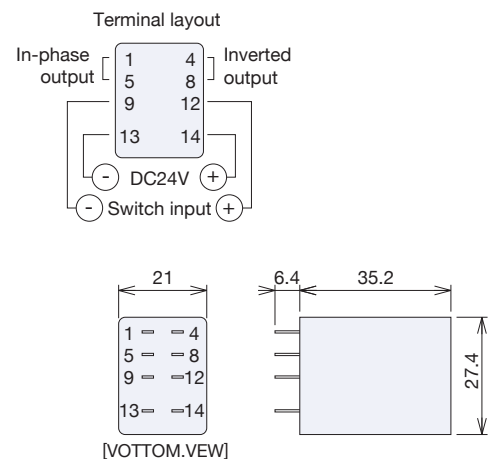 Terminal layout
In-phase output
Inverted output
1 4
5 8
9 12
13 14
- DC24V +
- Switch input +
21
6.4 35.2
27.4
1 4
5 8
9 12
13 14
[VOTTOM.VEW]